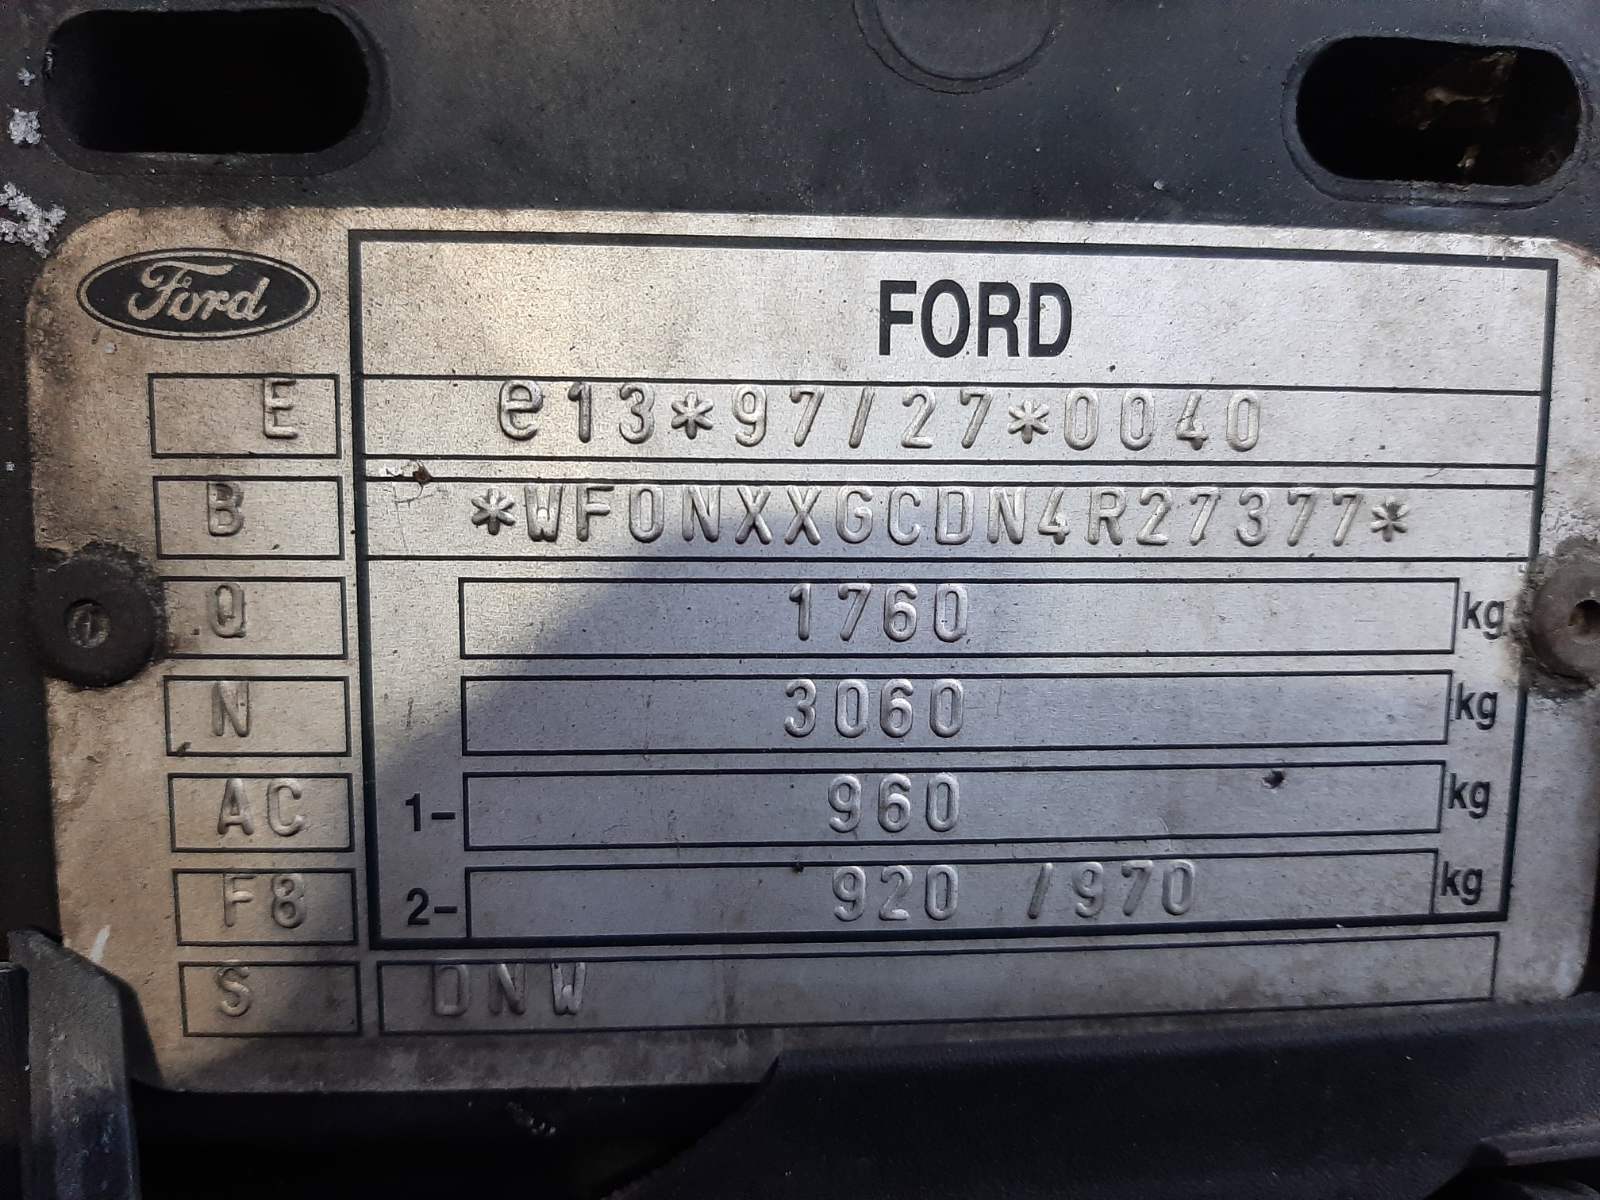 Ford
FORD
E e13*97/27*0040
B *WF0NXXGCDN4R27377*
Q 1760 kg
N 3060 kg
AC 1- 960 kg
F8 2- 920 /970 kg
S DNW